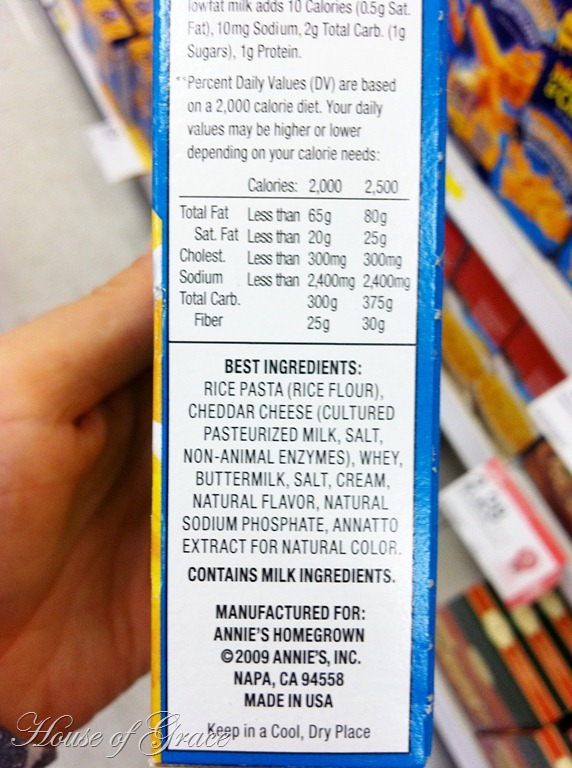 lowfat milk adds 10 Calories (0.5g Sat.
Fat), 10mg Sodium, 2g Total Carb. (1g
Sugars), 1g Protein.
**Percent Daily Values (DV) are based
on a 2,000 calorie diet. Your daily
values may be higher or lower
depending on your calorie needs:
Calories: 2,000 2,500
Total Fat Less than 65g 80g
Sat. Fat Less than 20g 25g
Cholest. Less than 300mg 300mg
Sodium Less than 2,400mg 2,400mg
Total Carb. 300g 375g
Fiber 25g 30g
BEST INGREDIENTS:
RICE PASTA (RICE FLOUR),
CHEDDAR CHEESE (CULTURED
PASTEURIZED MILK, SALT,
NON-ANIMAL ENZYMES), WHEY,
BUTTERMILK, SALT, CREAM,
NATURAL FLAVOR, NATURAL
SODIUM PHOSPHATE, ANNATTO
EXTRACT FOR NATURAL COLOR.
CONTAINS MILK INGREDIENTS.
MANUFACTURED FOR:
ANNIE'S HOMEGROWN
©2009 ANNIE'S, INC.
NAPA, CA 94558
MADE IN USA
Keep in a Cool, Dry Place
House of Grace